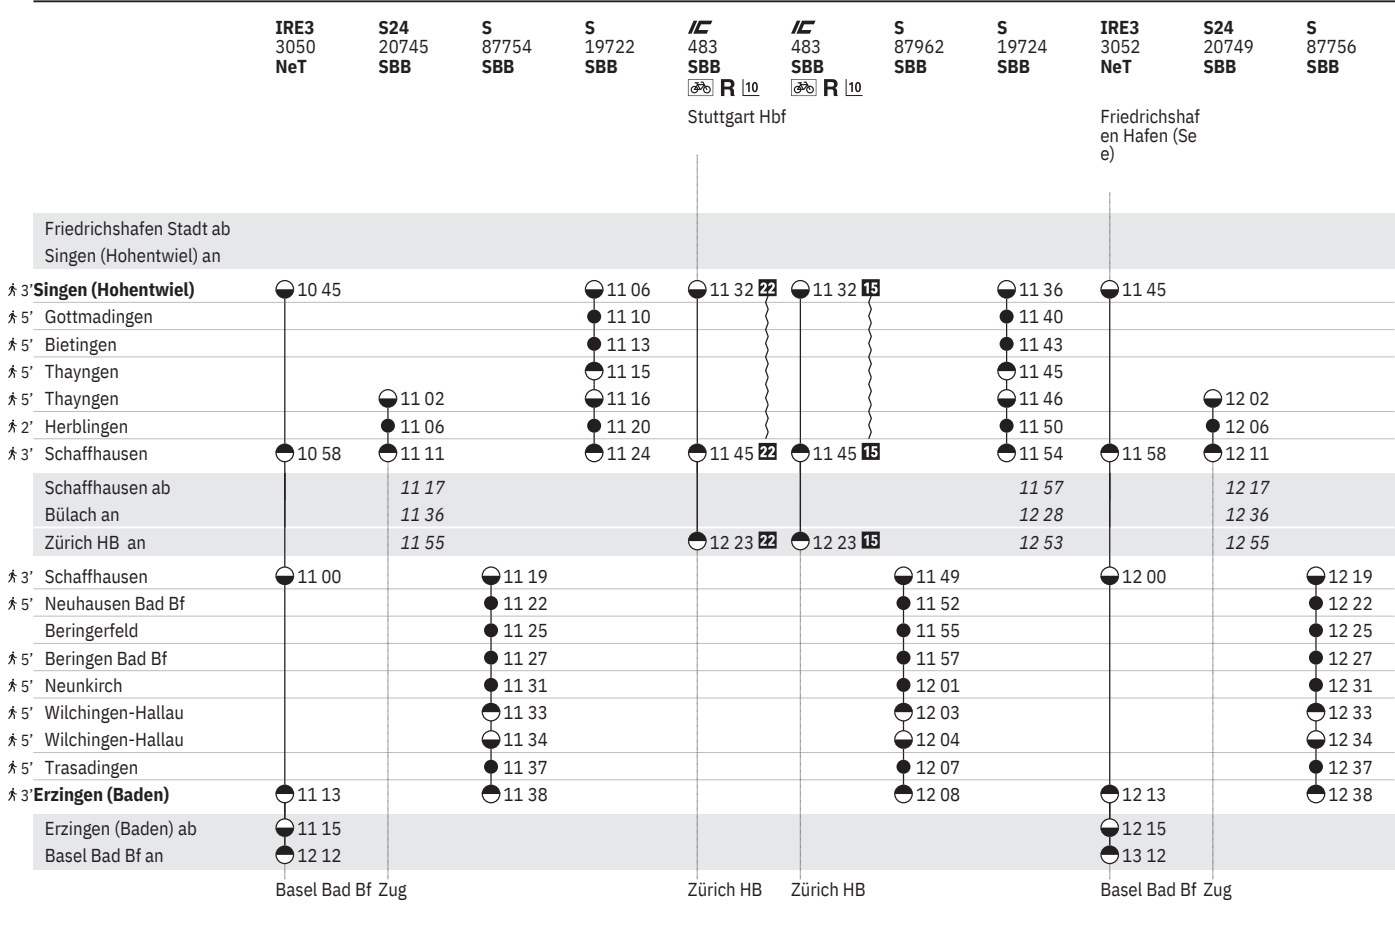 IRE3 S24 S S IC IC S S IRE3 S24 S
3050 20745 87754 19722 483 483 87962 19724 3052 20749 87756
NeT SBB SBB SBB SBB SBB SBB SBB NeT SBB SBB
R 10 R 10
Stuttgart Hbf Friedrichshaf
en Hafen (Se
e)
Friedrichshafen Stadt ab
Singen (Hohentwiel) an
3’ Singen (Hohentwiel) 10 45 11 06 11 32 22 11 32 15 11 36 11 45
5’ Gottmadingen 11 10 11 40
5’ Bietingen 11 13 11 43
5’ Thayngen 11 15 11 45
5’ Thayngen 11 02 11 16 11 46 12 02
2’ Herblingen 11 06 11 20 11 50 12 06
3’ Schaffhausen 10 58 11 11 11 24 11 45 22 11 45 15 11 54 11 58 12 11
Schaffhausen ab 11 17 11 57 12 17
Bülach an 11 36 12 28 12 36
Zürich HB an 11 55 12 23 22 12 23 15 12 53 12 55
3’ Schaffhausen 11 00 11 19 11 49 12 00 12 19
5’ Neuhausen Bad Bf 11 22 11 52 12 22
Beringerfeld 11 25 11 55 12 25
5’ Beringen Bad Bf 11 27 11 57 12 27
5’ Neunkirch 11 31 12 01 12 31
5’ Wilchingen-Hallau 11 33 12 03 12 33
5’ Wilchingen-Hallau 11 34 12 04 12 34
5’ Trasadingen 11 37 12 07 12 37
3’ Erzingen (Baden) 11 13 11 38 12 08 12 13 12 38
Erzingen (Baden) ab 11 15 12 15
Basel Bad Bf an 12 12 13 12
Basel Bad Bf Zug Zürich HB Zürich HB Basel Bad Bf Zug